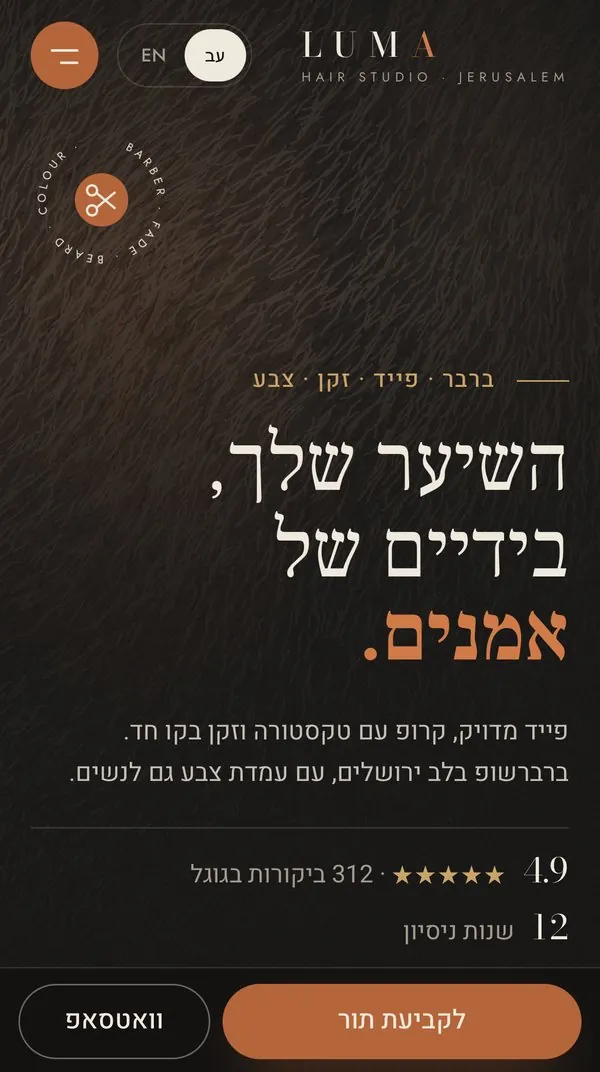 LUMA
HAIR STUDIO · JERUSALEM
עב
EN
BARBER · FADE · BEARD · COLOUR ·
ברבר · פייד · זקן · צבע
השיער שלך,
בידיים של
אמנים.
פייד מדויק, קרופ עם טקסטורה וזקן בקו חד.
ברברשופ בלב ירושלים, עם עמדת צבע גם לנשים.
4.9 ★★★★★ · 312 ביקורות בגוגל
12 שנות ניסיון
לקביעת תור
וואטסאפ